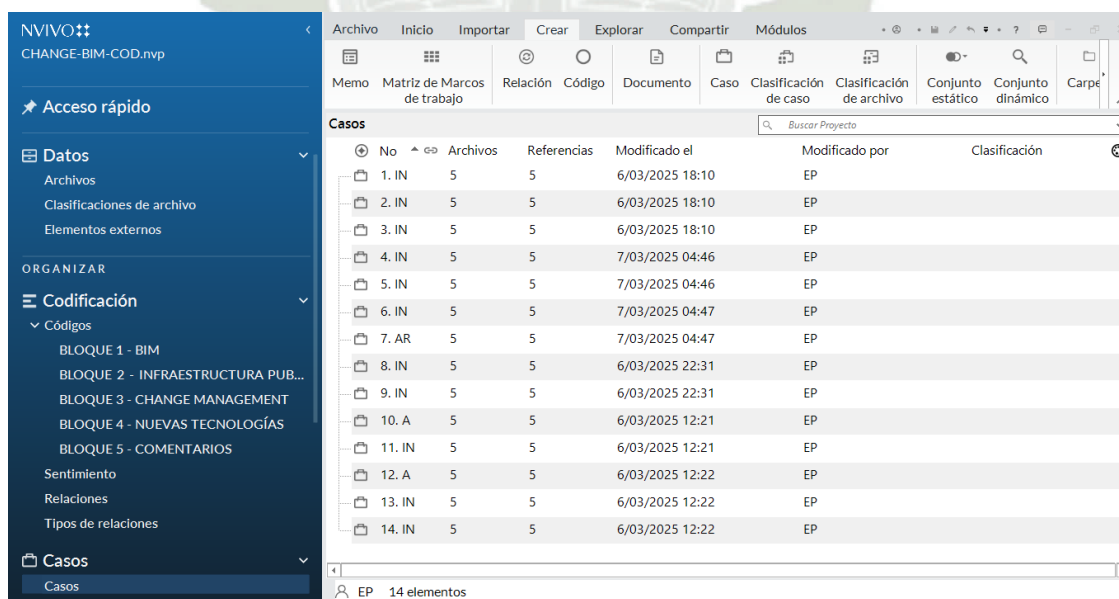 NVIVO
CHANGE-BIM-COD.nvp
Acceso rápido
Datos
Archivos
Clasificaciones de archivo
Elementos externos
ORGANIZAR
Codificación
Códigos
BLOQUE 1 - BIM
BLOQUE 2 - INFRAESTRUCTURA PUB...
BLOQUE 3 - CHANGE MANAGEMENT
BLOQUE 4 - NUEVAS TECNOLOGÍAS
BLOQUE 5 - COMENTARIOS
Sentimiento
Relaciones
Tipos de relaciones
Casos
Casos
Archivo Inicio Importar Crear Explorar Compartir Módulos
Memo Matriz de Marcos de trabajo Relación Código Documento Caso Clasificación de caso Clasificación de archivo Conjunto estático Conjunto dinámico Carpe
Casos
Buscar Proyecto
No Archivos Referencias Modificado el Modificado por Clasificación
1. IN 5 5 6/03/2025 18:10 EP
2. IN 5 5 6/03/2025 18:10 EP
3. IN 5 5 6/03/2025 18:10 EP
4. IN 5 5 7/03/2025 04:46 EP
5. IN 5 5 7/03/2025 04:46 EP
6. IN 5 5 7/03/2025 04:47 EP
7. AR 5 5 7/03/2025 04:47 EP
8. IN 5 5 6/03/2025 22:31 EP
9. IN 5 5 6/03/2025 22:31 EP
10. A 5 5 6/03/2025 12:21 EP
11. IN 5 5 6/03/2025 12:21 EP
12. A 5 5 6/03/2025 12:22 EP
13. IN 5 5 6/03/2025 12:22 EP
14. IN 5 5 6/03/2025 12:22 EP
EP 14 elementos